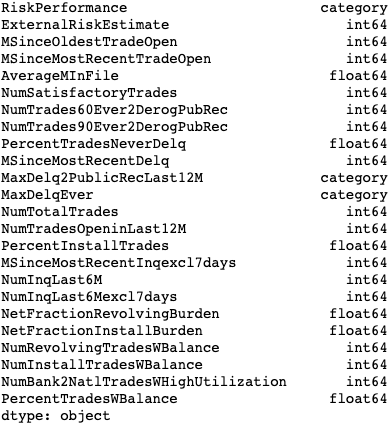 RiskPerformance category
ExternalRiskEstimate int64
MSinceOldestTradeOpen int64
MSinceMostRecentTradeOpen int64
AverageMInFile float64
NumSatisfactoryTrades int64
NumTrades60Ever2DerogPubRec int64
NumTrades90Ever2DerogPubRec int64
PercentTradesNeverDelq float64
MSinceMostRecentDelq int64
MaxDelq2PublicRecLast12M category
MaxDelqEver category
NumTotalTrades int64
NumTradesOpeninLast12M int64
PercentInstallTrades float64
MSinceMostRecentInqexcl7days int64
NumInqLast6M int64
NumInqLast6Mexcl7days int64
NetFractionRevolvingBurden float64
NetFractionInstallBurden float64
NumRevolvingTradesWBalance int64
NumInstallTradesWBalance int64
NumBank2NatlTradesWHighUtilization int64
PercentTradesWBalance float64
dtype: object